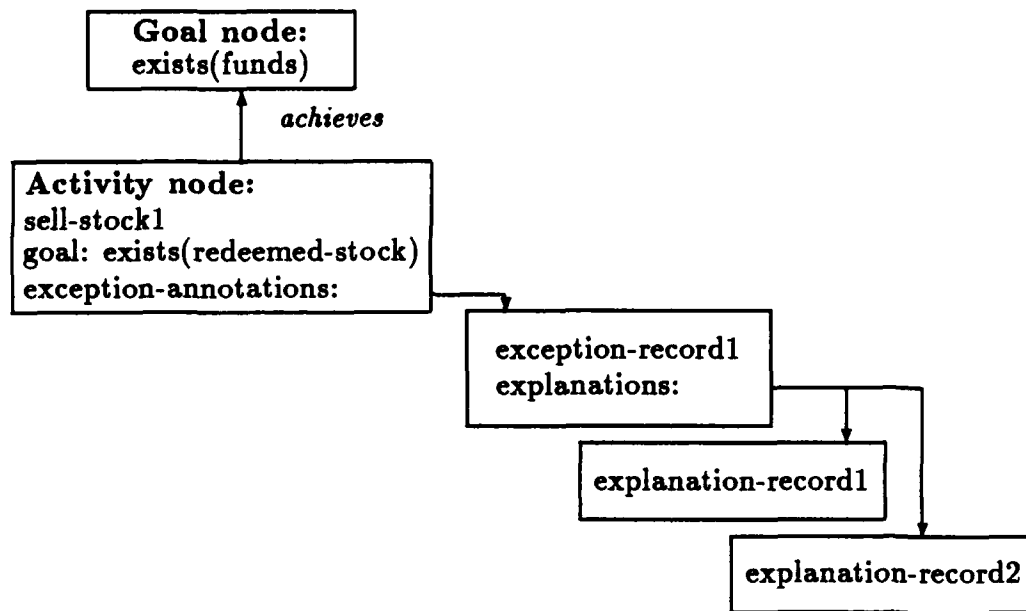 Goal node:
exists(funds)
achieves
Activity node:
sell-stock1
goal: exists(redeemed-stock)
exception-annotations:
exception-record1
explanations:
explanation-record1
explanation-record2